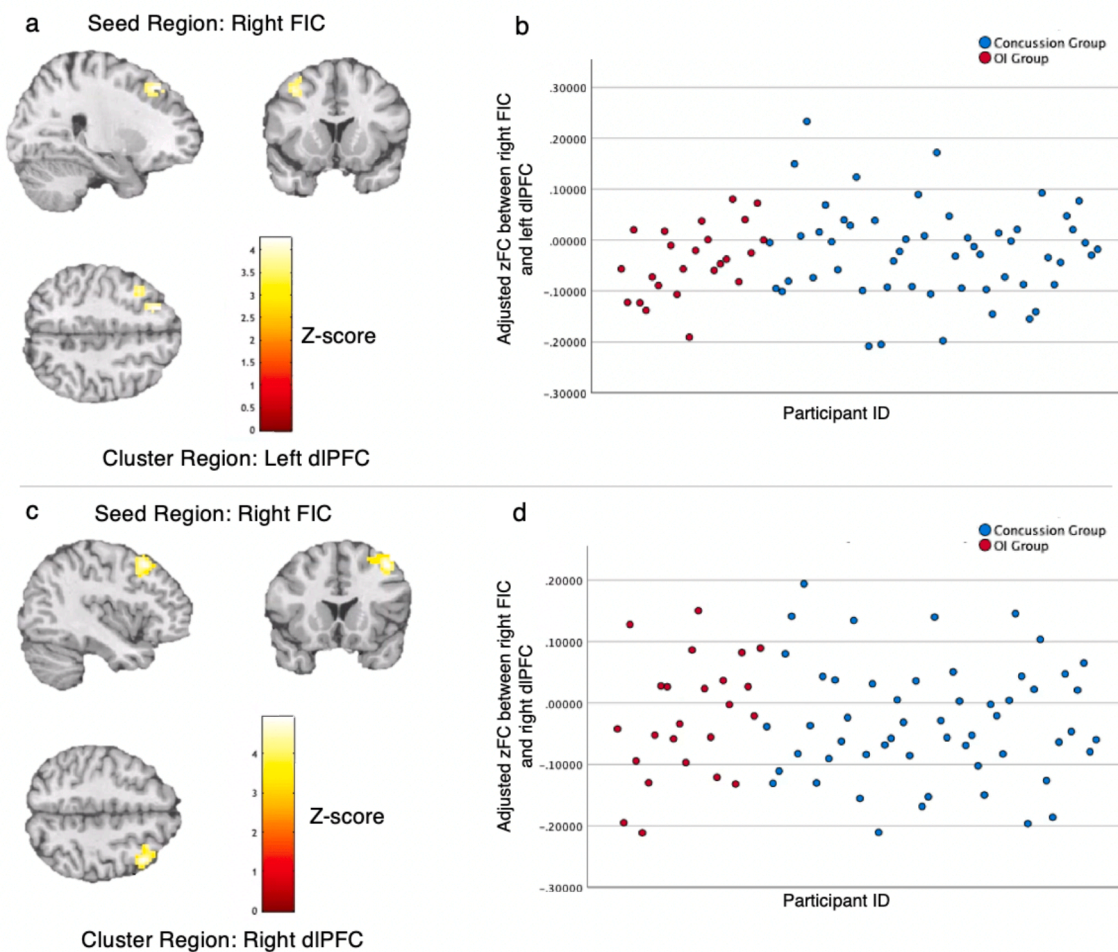 a
Seed Region: Right FIC
4
3.5
3
2.5
2
1.5
1
0.5
0
Z-score
Cluster Region: Left dlPFC
b
Concussion Group
OI Group
Adjusted zFC between right FIC
and left dlPFC
.30000
.20000
.10000
.00000
-.10000
-.20000
-.30000
Participant ID
c
Seed Region: Right FIC
4
3
2
1
0
Z-score
Cluster Region: Right dlPFC
d
Concussion Group
OI Group
Adjusted zFC between right FIC
and right dlPFC
.20000
.10000
.00000
-.10000
-.20000
-.30000
Participant ID